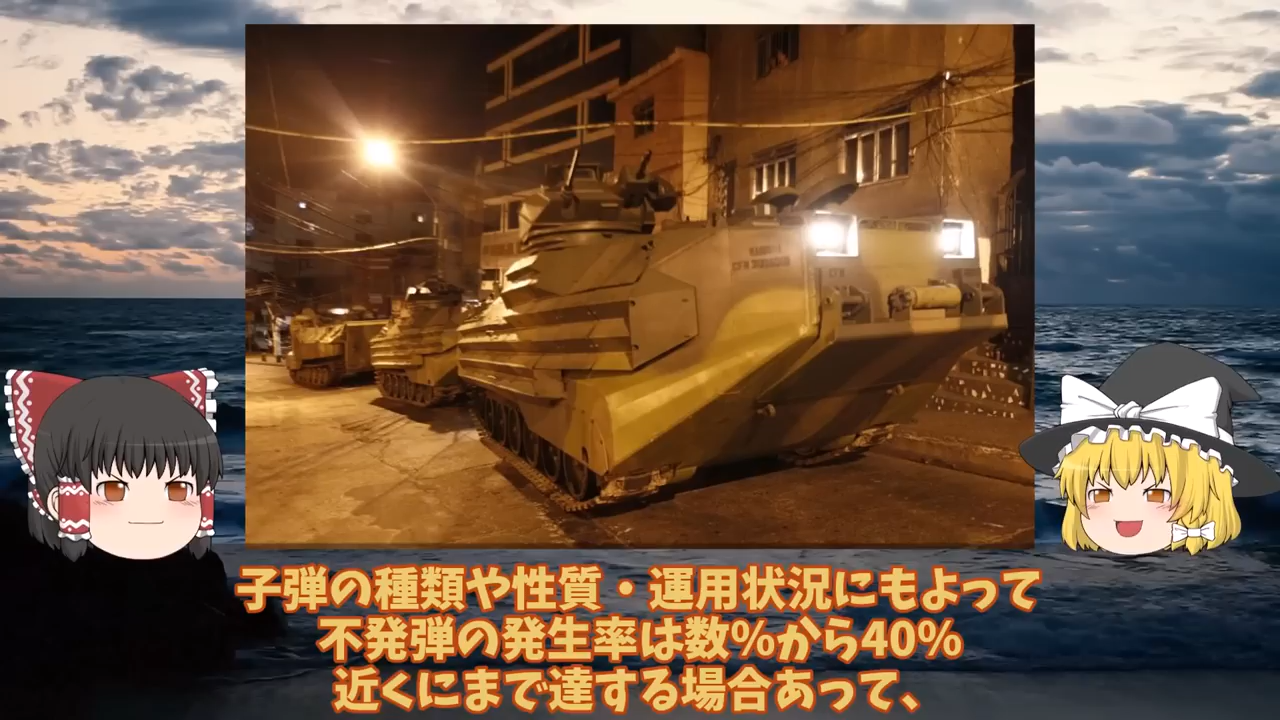 子弾の種類や性質・運用状況にもよって
不発弾の発生率は数%から40%
近くにまで達する場合あって、